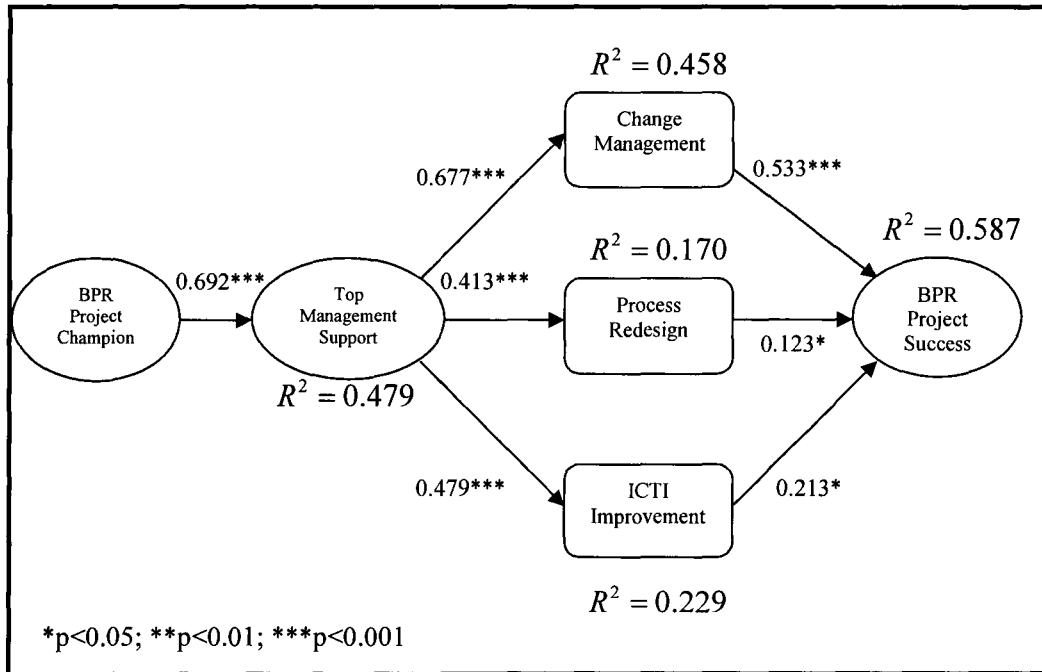 R² = 0.458
Change
Management
0.677***
0.533***
R² = 0.170
R² = 0.587
BPR
Project
Champion
0.692***
Top
Management
Support
0.413***
Process
Redesign
0.123*
BPR
Project
Success
R² = 0.479
0.479***
ICTI
Improvement
0.213*
R² = 0.229
*p<0.05; **p<0.01; ***p<0.001